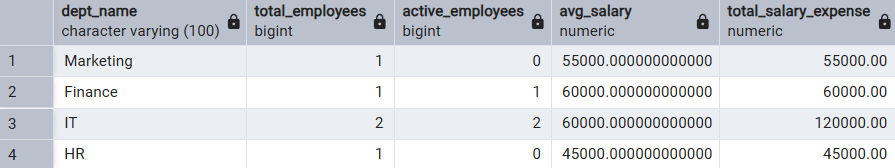 dept_name total_employees active_employees avg_salary total_salary_expense
character varying (100) bigint bigint numeric numeric
1 Marketing 1 0 55000.000000000000 55000.00
2 Finance 1 1 60000.000000000000 60000.00
3 IT 2 2 60000.000000000000 120000.00
4 HR 1 0 45000.000000000000 45000.00